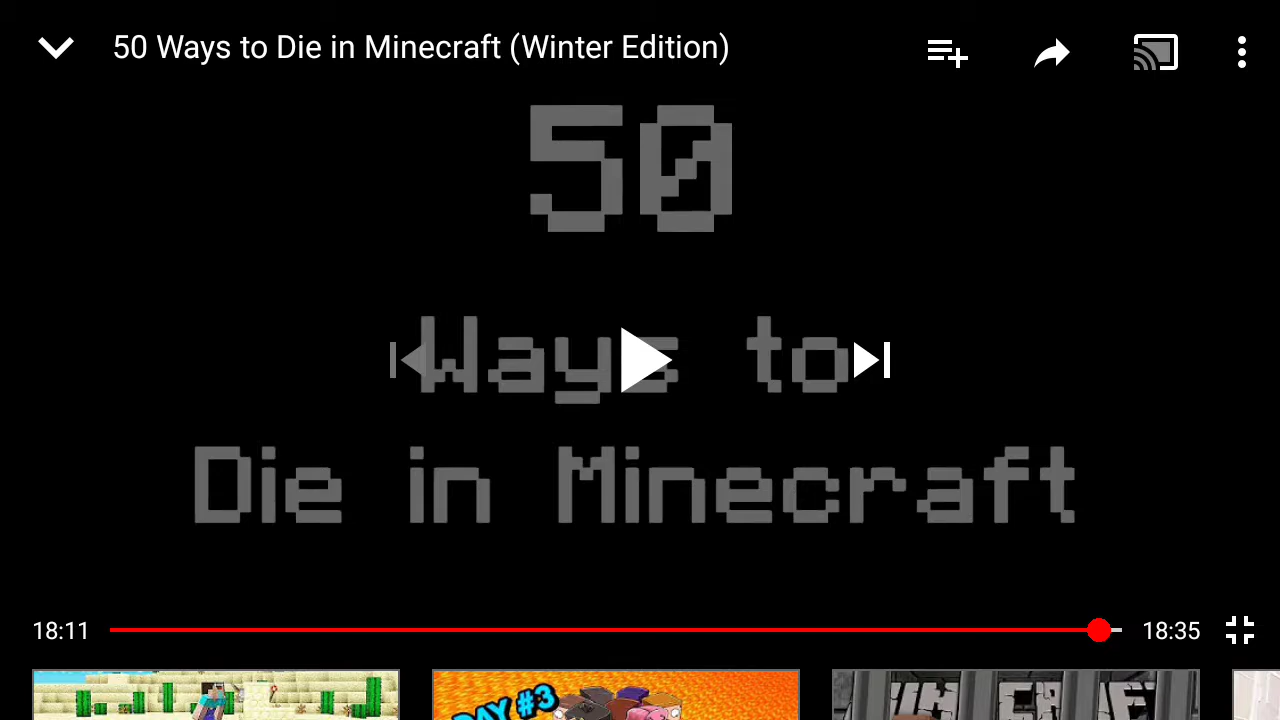 50 Ways to Die in Minecraft (Winter Edition)
50
Ways to
Die in Minecraft
18:11
18:35
DAY #3